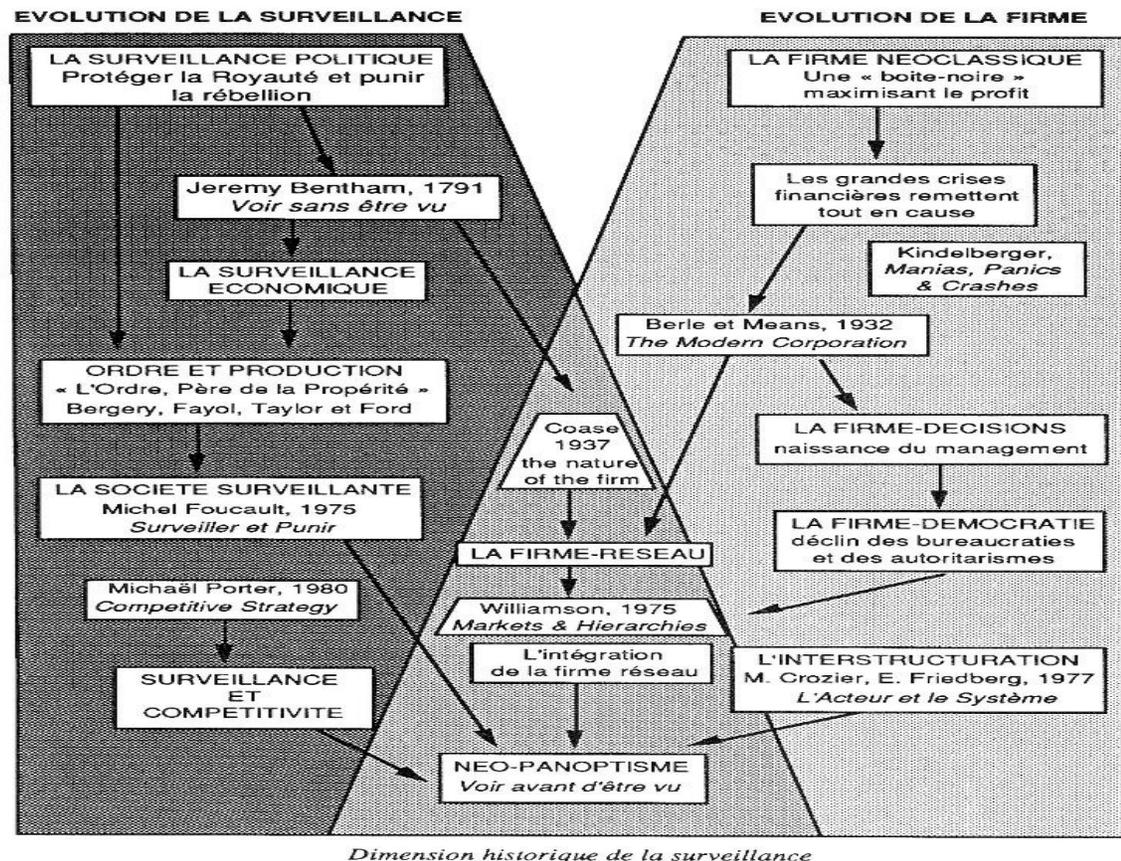 EVOLUTION DE LA SURVEILLANCE
EVOLUTION DE LA FIRME
LA SURVEILLANCE POLITIQUE
Protéger la Royauté et punir
la rébellion
Jeremy Bentham, 1791
Voir sans être vu
LA SURVEILLANCE
ECONOMIQUE
ORDRE ET PRODUCTION
« L'Ordre, Père de la Propérité »
Bergery, Fayol, Taylor et Ford
LA SOCIETE SURVEILLANTE
Michel Foucault, 1975
Surveiller et Punir
Michaël Porter, 1980
Competitive Strategy
SURVEILLANCE
ET
COMPETITIVITE
LA FIRME NEOCLASSIQUE
Une « boite-noire »
maximisant le profit
Les grandes crises
financières remettent
tout en cause
Kindelberger,
Manias, Panics
& Crashes
Berle et Means, 1932
The Modern Corporation
Coase
1937
the nature
of the firm
LA FIRME-RESEAU
Williamson, 1975
Markets & Hierarchies
L'intégration
de la firme réseau
LA FIRME-DECISIONS
naissance du management
LA FIRME-DEMOCRATIE
déclin des bureaucraties
et des autoritarismes
L'INTERSTRUCTURATION
M. Crozier, E. Friedberg, 1977
L'Acteur et le Système
NEO-PANOPTISME
Voir avant d'être vu
Dimension historique de la surveillance